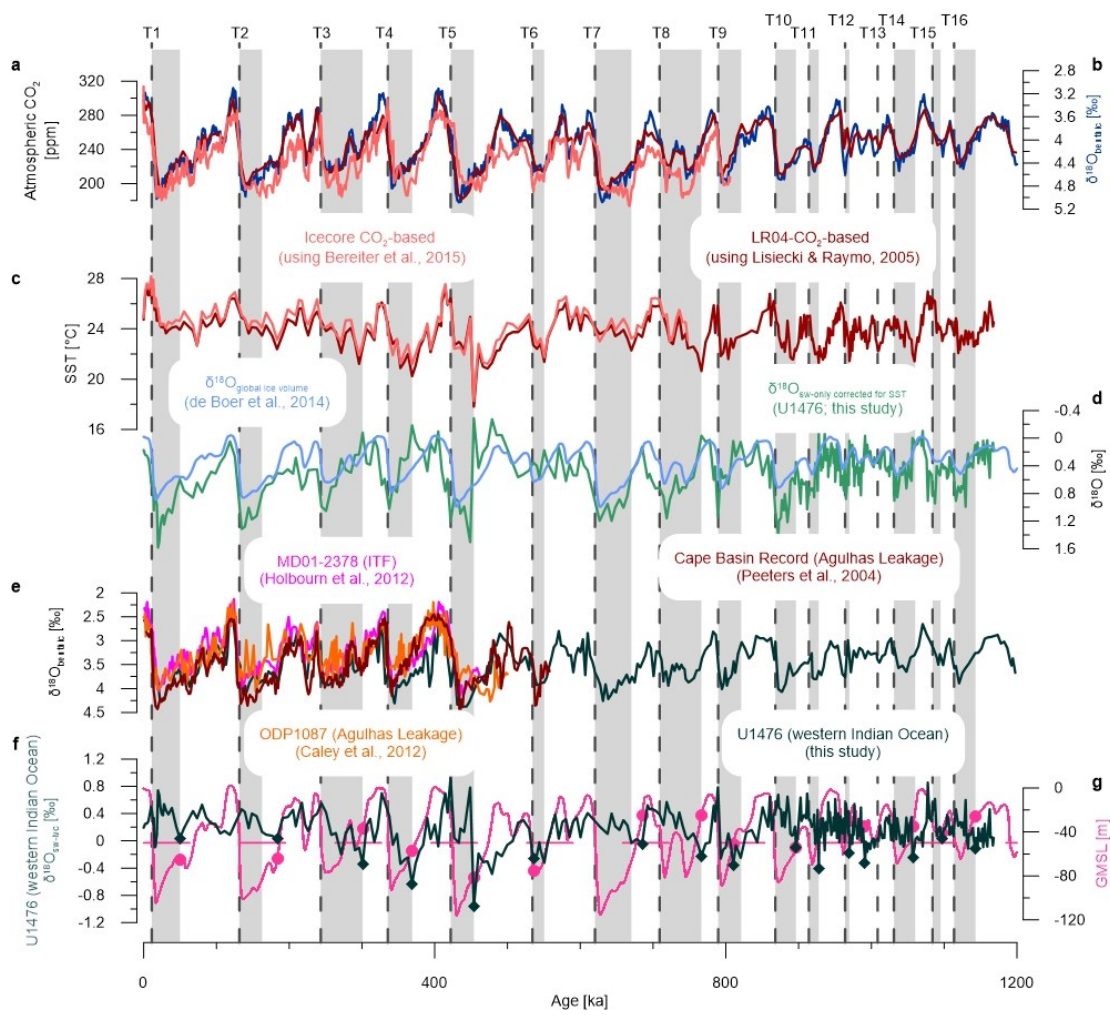 T1 T2 T3 T4 T5 T6 T7 T8 T9 T10 T11 T12 T13 T14 T15 T16
a
b
320
280
240
200
Atmospheric CO₂
[ppm]
2.8
3.2
3.6
4
4.4
4.8
5.2
δ¹⁸Obenthic [‰]
Icecore CO₂-based
(using Bereiter et al., 2015)
LR04-CO₂-based
(using Lisiecki & Raymo, 2005)
c
28
24
20
16
SST [°C]
δ¹⁸Oglobal ice volume
(de Boer et al., 2014)
δ¹⁸Osw-only corrected for SST
(U1476; this study)
d
-0.4
0
0.4
0.8
1.2
1.6
δ¹⁸O [‰]
MD01-2378 (ITF)
(Holbourn et al., 2012)
Cape Basin Record (Agulhas Leakage)
(Peeters et al., 2004)
e
2
2.5
3
3.5
4
4.5
δ¹⁸Obenthic [‰]
ODP1087 (Agulhas Leakage)
(Caley et al., 2012)
U1476 (western Indian Ocean)
(this study)
f
1.2
0.8
0.4
0
-0.4
-0.8
-1.2
U1476 (western Indian Ocean)
δ¹⁸Osw-ivc [‰]
g
0
-40
-80
-120
GMSL [m]
0 400 800 1200
Age [ka]